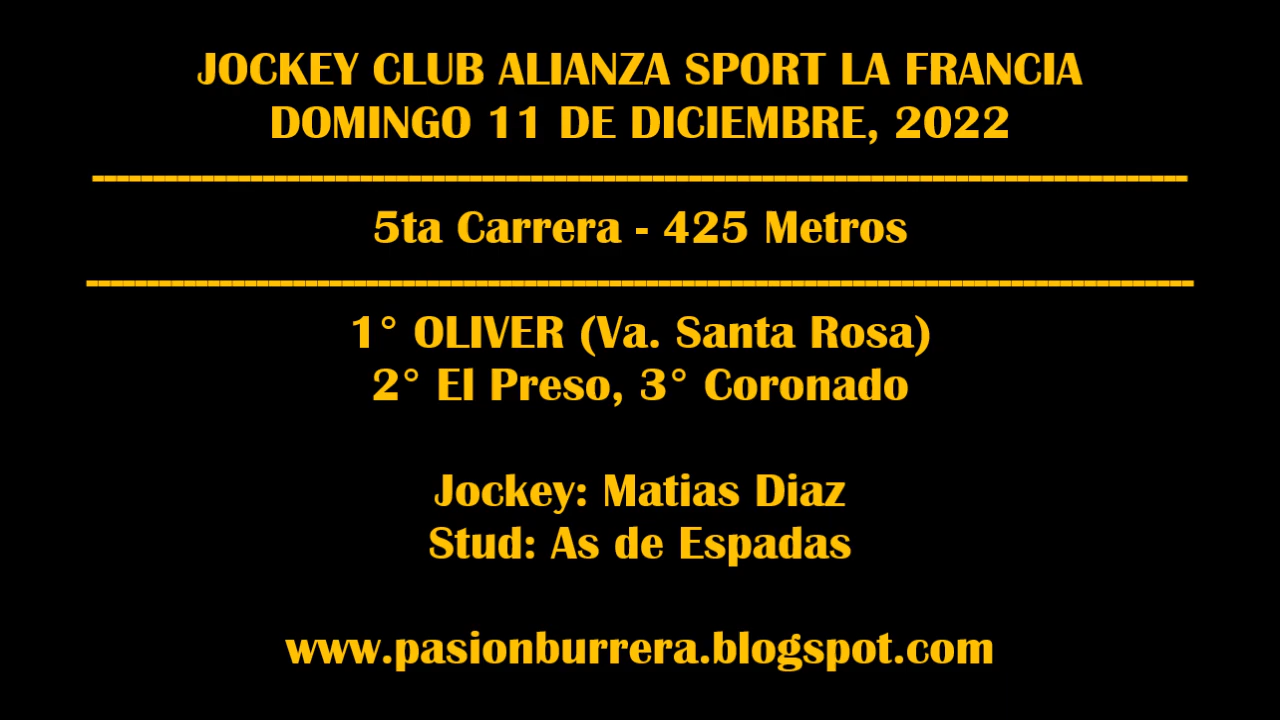 JOCKEY CLUB ALIANZA SPORT LA FRANCIA
DOMINGO 11 DE DICIEMBRE, 2022
5ta Carrera - 425 Metros
1° OLIVER (Va. Santa Rosa)
2° El Preso, 3° Coronado
Jockey: Matias Diaz
Stud: As de Espadas
www.pasionburrera.blogspot.com